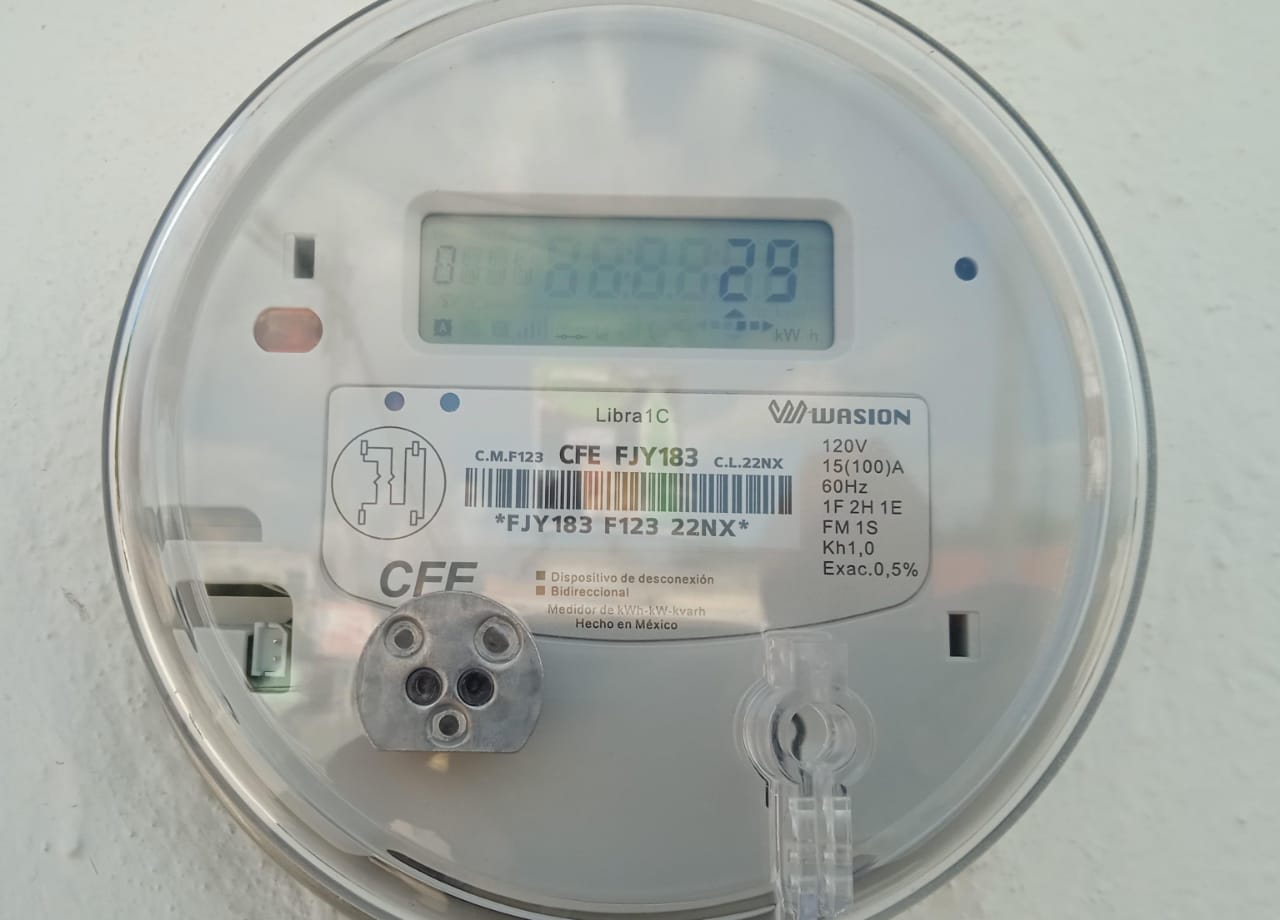 29
kW h
Libra1C
WASION
C.M.F123 CFE FJY183 C.L.22NX
*FJY183 F123 22NX*
120V
15(100)A
60Hz
1F 2H 1E
FM 1S
Kh1,0
Exac.0,5%
CFE
Dispositivo de desconexión
Bidireccional
Medidor de kWh-kW-kvarh
Hecho en México